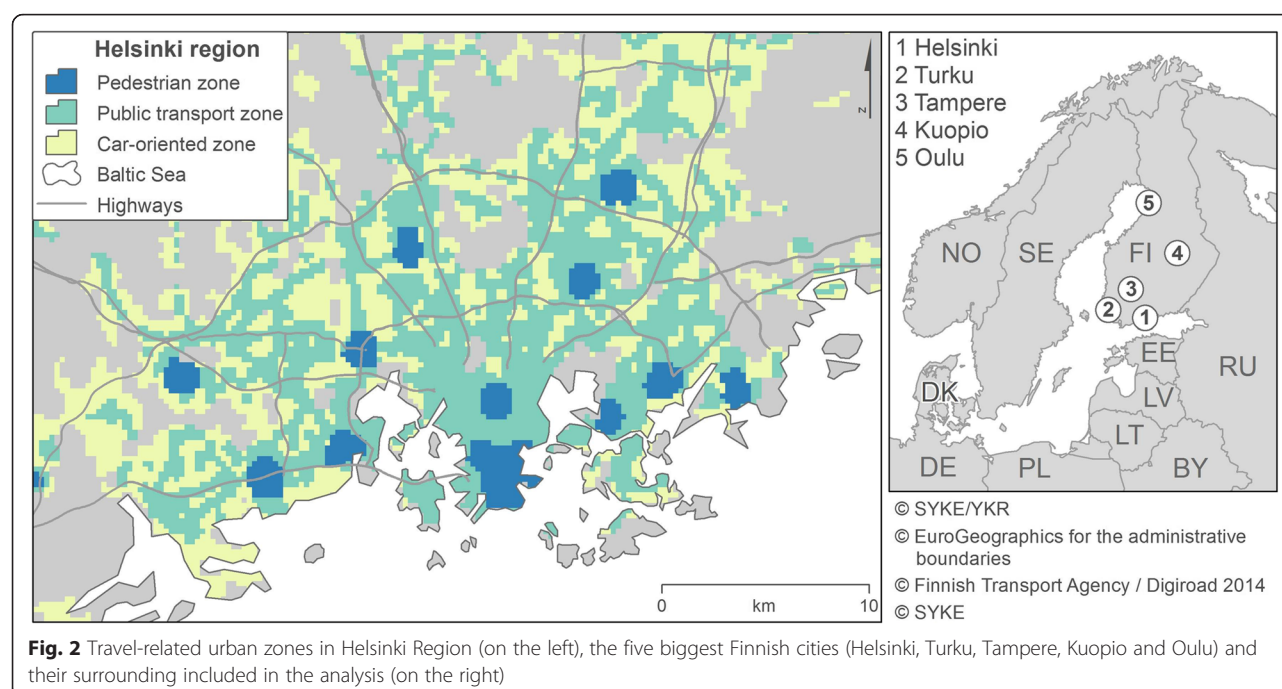 Helsinki region
Pedestrian zone
Public transport zone
Car-oriented zone
Baltic Sea
Highways
z
0 km 10
1 Helsinki
2 Turku
3 Tampere
4 Kuopio
5 Oulu
5
NO SE FI 4
3
2 1
EE
RU
DK LV
LT
DE PL BY
© SYKE/YKR
© EuroGeographics for the administrative
boundaries
© Finnish Transport Agency / Digiroad 2014
© SYKE
Fig. 2 Travel-related urban zones in Helsinki Region (on the left), the five biggest Finnish cities (Helsinki, Turku, Tampere, Kuopio and Oulu) and
their surrounding included in the analysis (on the right)